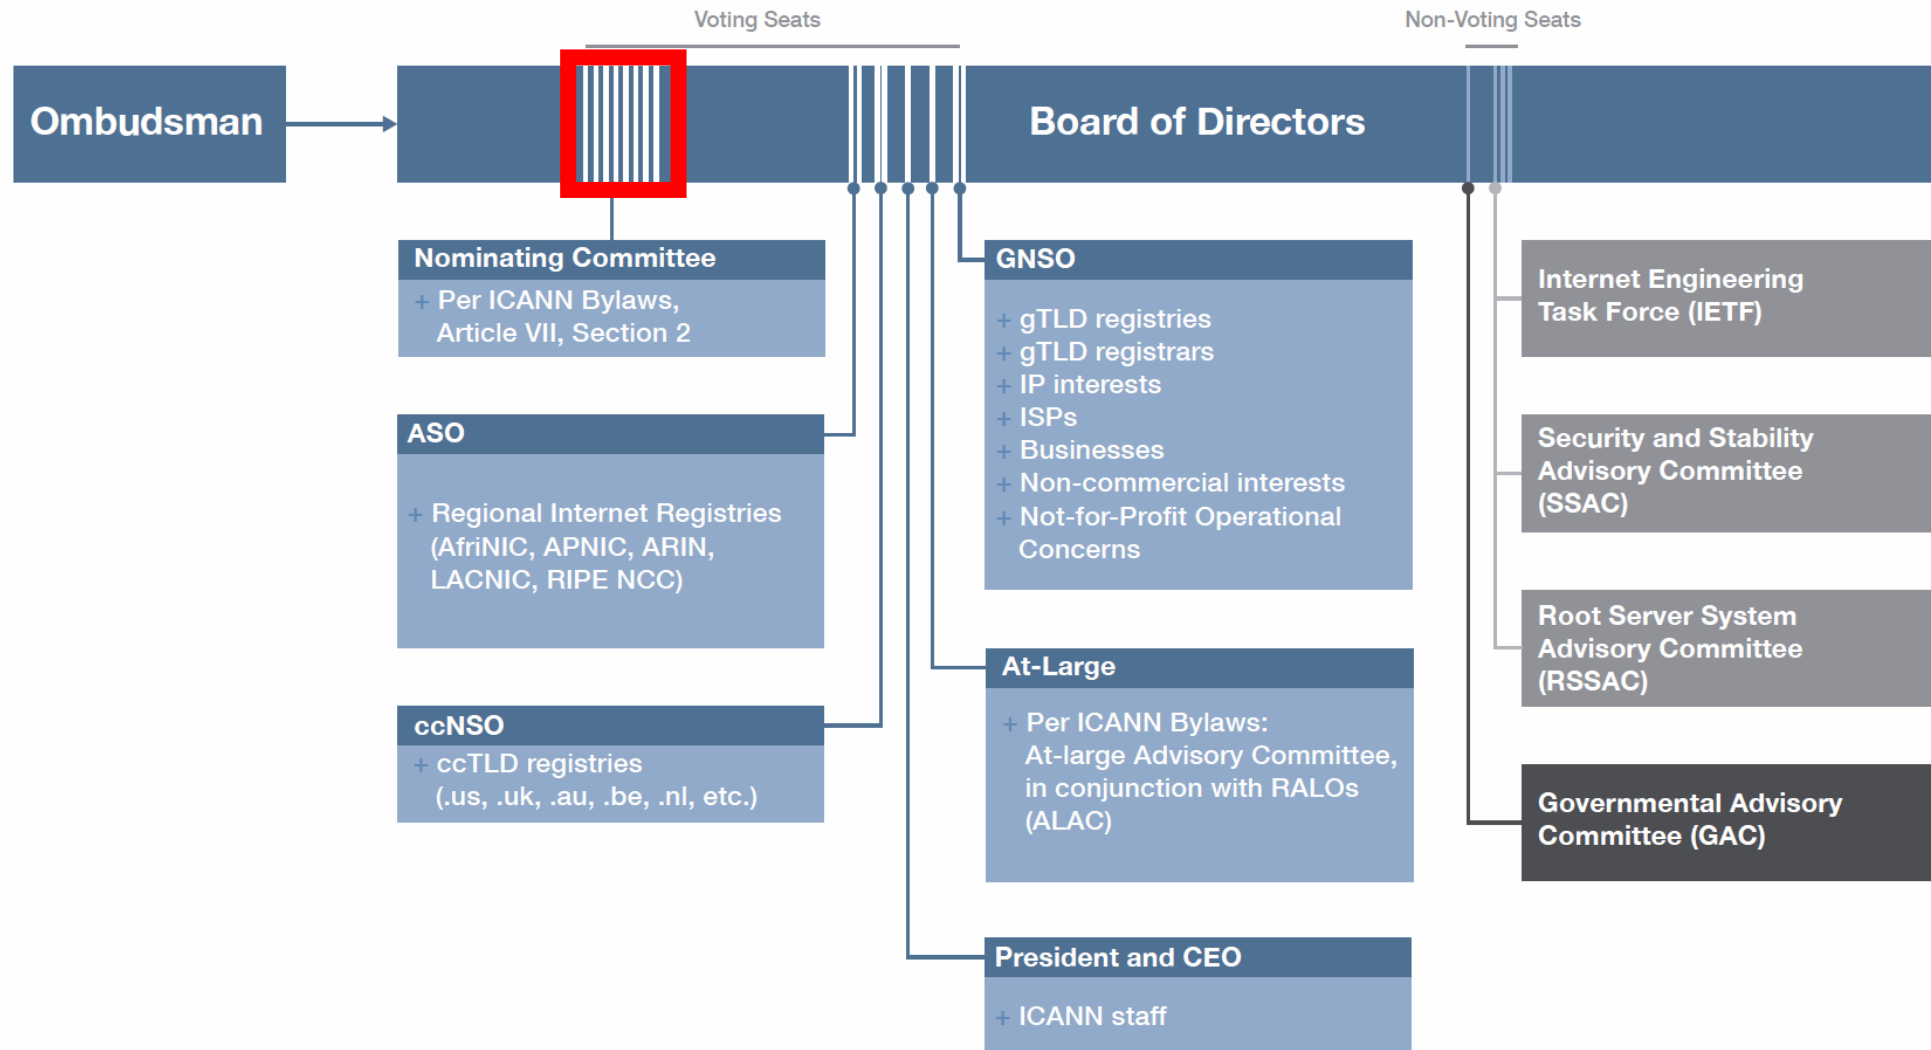 Voting Seats
Non-Voting Seats
Ombudsman
Board of Directors
Nominating Committee
+ Per ICANN Bylaws,
Article VII, Section 2
ASO
+ Regional Internet Registries
(AfriNIC, APNIC, ARIN,
LACNIC, RIPE NCC)
ccNSO
+ ccTLD registries
(.us, .uk, .au, .be, .nl, etc.)
GNSO
+ gTLD registries
+ gTLD registrars
+ IP interests
+ ISPs
+ Businesses
+ Non-commercial interests
+ Not-for-Profit Operational
Concerns
At-Large
+ Per ICANN Bylaws:
At-large Advisory Committee,
in conjunction with RALOs
(ALAC)
President and CEO
+ ICANN staff
Internet Engineering
Task Force (IETF)
Security and Stability
Advisory Committee
(SSAC)
Root Server System
Advisory Committee
(RSSAC)
Governmental Advisory
Committee (GAC)